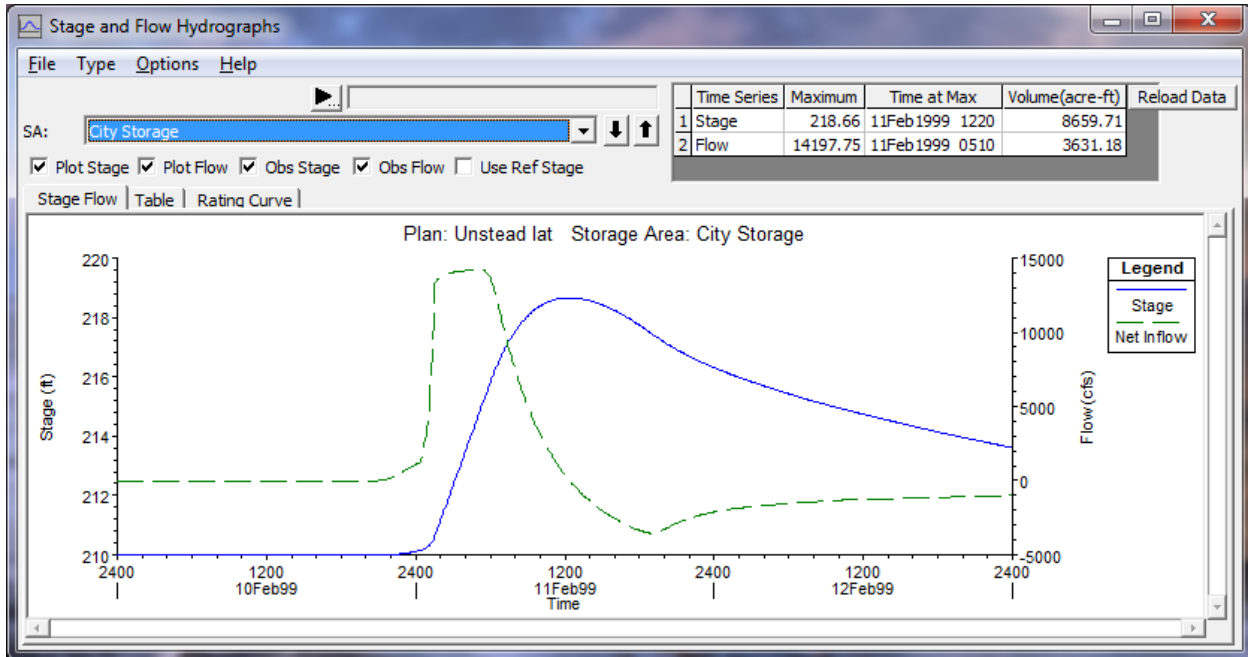 Stage and Flow Hydrographs
File Type Options Help
SA: City Storage
Plot Stage Plot Flow Obs Stage Obs Flow Use Ref Stage
Time Series Maximum Time at Max Volume(acre-ft)
1 Stage 218.66 11Feb1999 1220 8659.71
2 Flow 14197.75 11Feb1999 0510 3631.18
Reload Data
Stage Flow Table Rating Curve
Plan: Unstead lat Storage Area: City Storage
220
218
216
214
212
210
Stage (ft)
15000
10000
5000
0
-5000
Flow (cfs)
Legend
Stage
Net Inflow
2400 1200 2400 1200 2400 1200 2400
10Feb99 11Feb99 12Feb99
Time